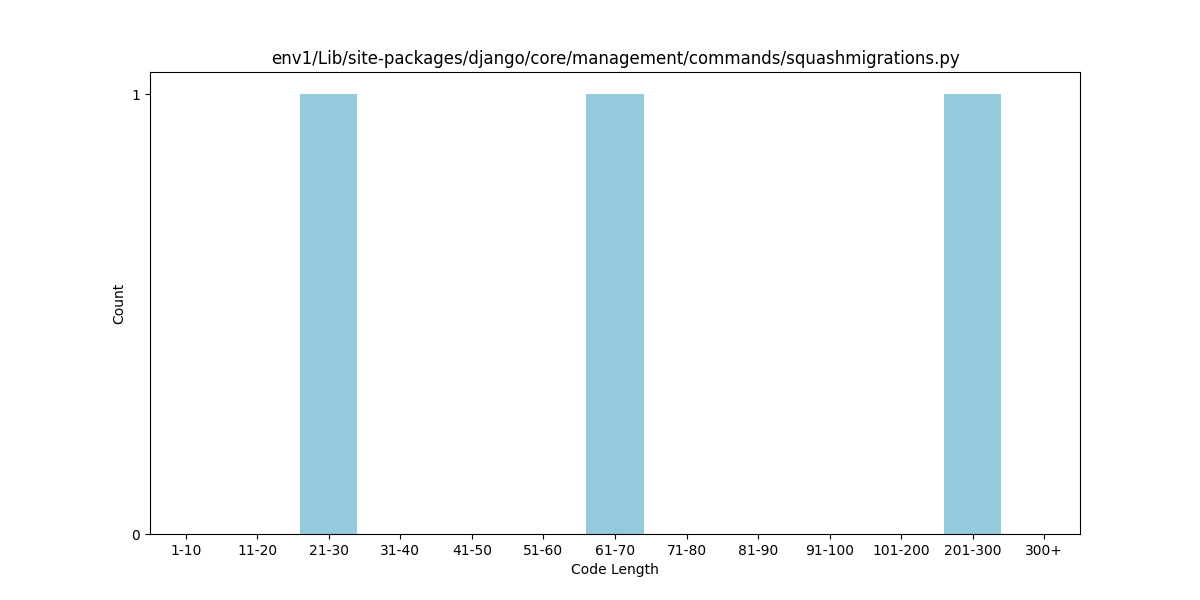 env1/Lib/site-packages/django/core/management/commands/squashmigrations.py
1
Count
0
1-10 11-20 21-30 31-40 41-50 51-60 61-70 71-80 81-90 91-100 101-200 201-300 300+
Code Length